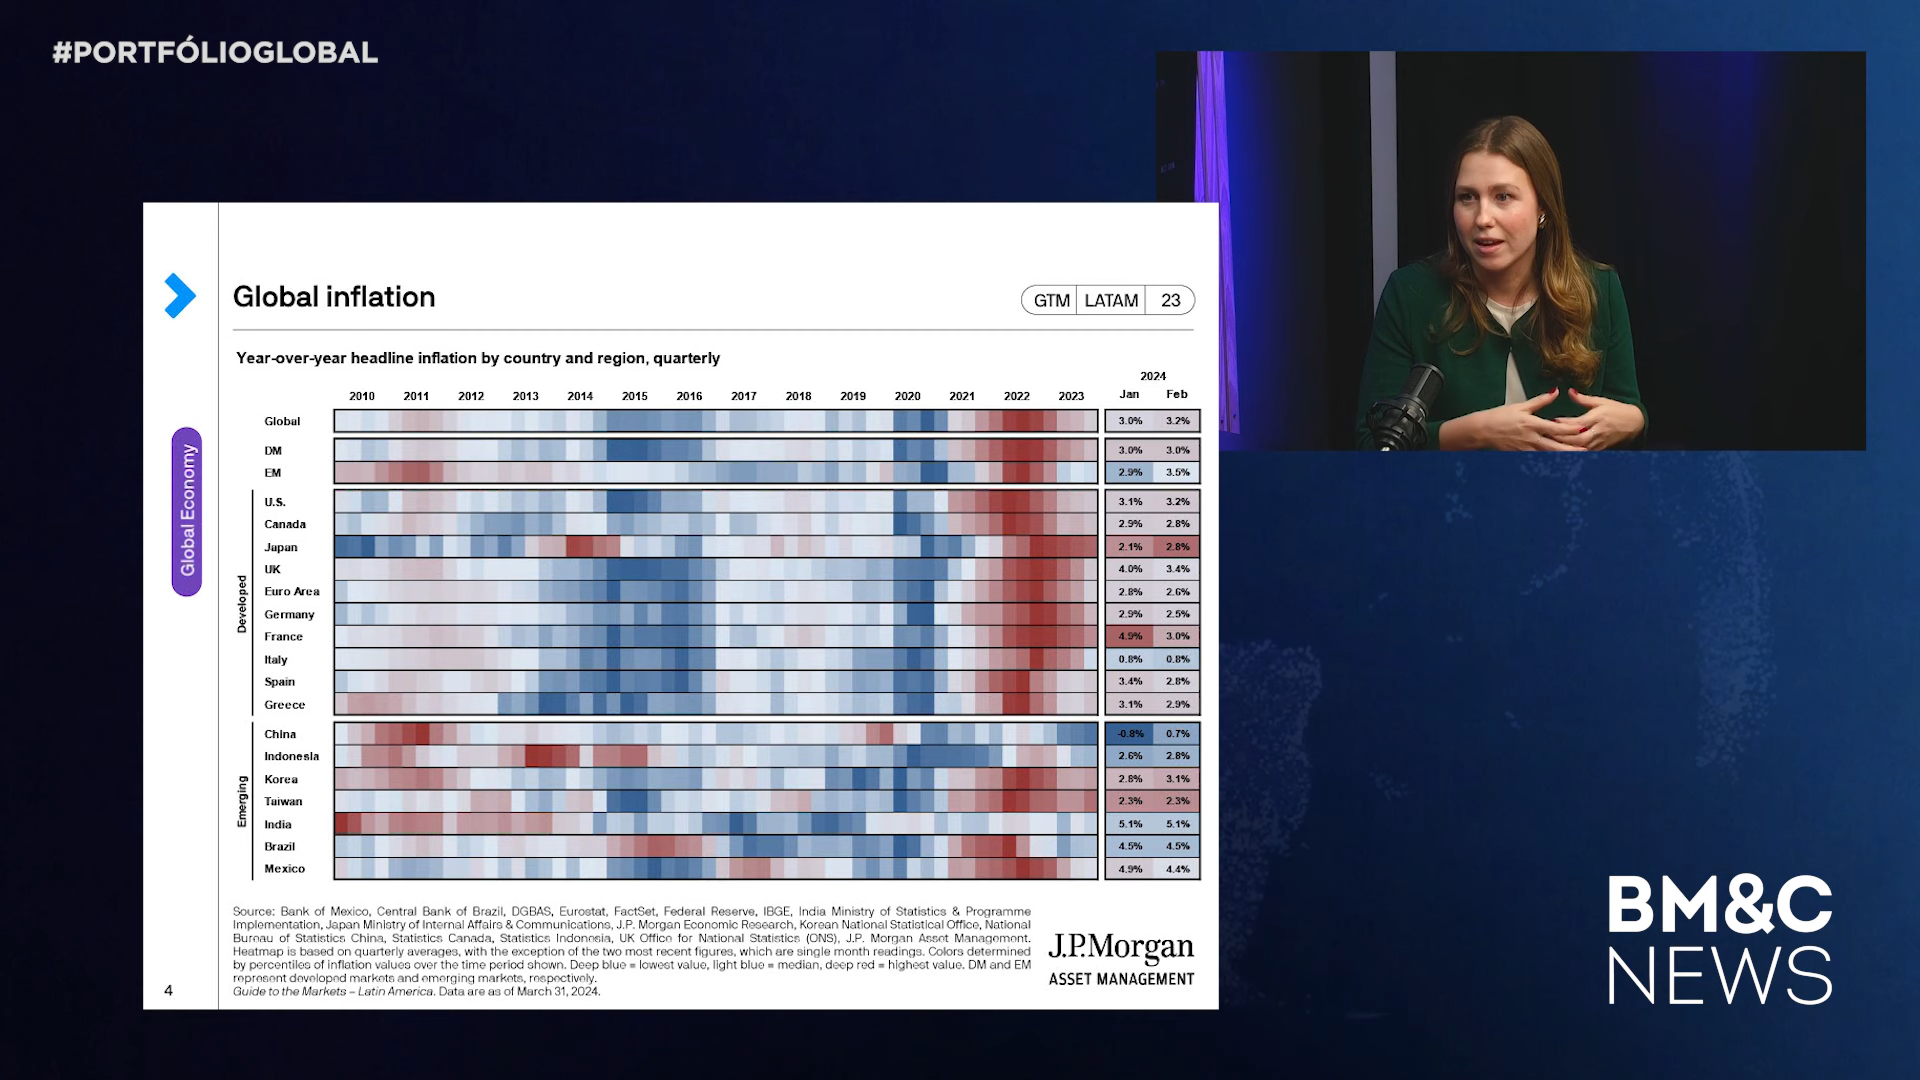 #PORTFÓLIOGLOBAL
Global inflation
GTM LATAM 23
Global Economy
Year-over-year headline inflation by country and region, quarterly
2024
2010 2011 2012 2013 2014 2015 2016 2017 2018 2019 2020 2021 2022 2023 Jan Feb
Global 3.0% 3.2%
DM 3.0% 3.0%
EM 2.9% 3.5%
Developed
U.S. 3.1% 3.2%
Canada 2.9% 2.8%
Japan 2.1% 2.8%
UK 4.0% 3.4%
Euro Area 2.8% 2.6%
Germany 2.9% 2.5%
France 4.9% 3.0%
Italy 0.8% 0.8%
Spain 3.4% 2.8%
Greece 3.1% 2.9%
Emerging
China -0.8% 0.7%
Indonesia 2.6% 2.8%
Korea 2.8% 3.1%
Taiwan 2.3% 2.3%
India 5.1% 5.1%
Brazil 4.5% 4.5%
Mexico 4.9% 4.4%
Source: Bank of Mexico, Central Bank of Brazil, DGBAS, Eurostat, FactSet, Federal Reserve, IBGE, India Ministry of Statistics & Programme
Implementation, Japan Ministry of Internal Affairs & Communications, J.P. Morgan Economic Research, Korean National Statistical Office, National
Bureau of Statistics China, Statistics Canada, Statistics Indonesia, UK Office for National Statistics (ONS), J.P. Morgan Asset Management.
Heatmap is based on quarterly averages, with the exception of the two most recent figures, which are single month readings. Colors determined
by percentiles of inflation values over the time period shown. Deep blue = lowest value, light blue = median, deep red = highest value. DM and EM
represent developed markets and emerging markets, respectively.
Guide to the Markets – Latin America. Data are as of March 31, 2024.
4
J.P.Morgan
ASSET MANAGEMENT
BM&C
NEWS